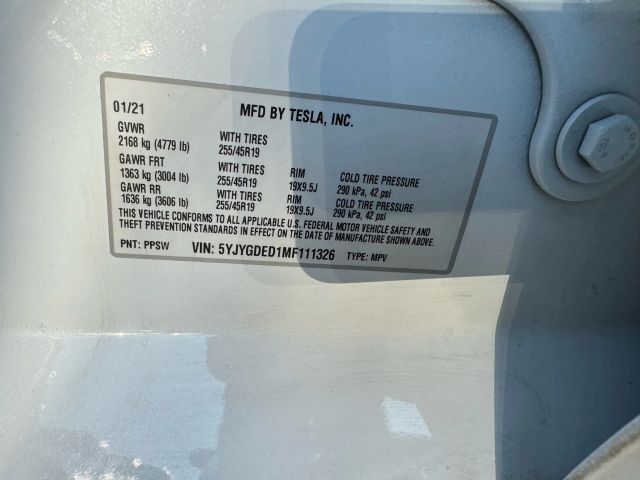 01/21 MFD BY TESLA, INC.
GVWR WITH TIRES
2168 kg (4779 lb) 255/45R19
GAWR FRT WITH TIRES RIM COLD TIRE PRESSURE
1363 kg (3004 lb) 255/45R19 19X9.5J 290 kPa, 42 psi
GAWR RR WITH TIRES RIM COLD TIRE PRESSURE
1636 kg (3606 lb) 255/45R19 19X9.5J 290 kPa, 42 psi
THIS VEHICLE CONFORMS TO ALL APPLICABLE U.S. FEDERAL MOTOR VEHICLE SAFETY AND
THEFT PREVENTION STANDARDS IN EFFECT ON THE DATE OF MANUFACTURE SHOWN ABOVE.
PNT: PPSW VIN: 5YJYGDED1MF111326 TYPE: MPV